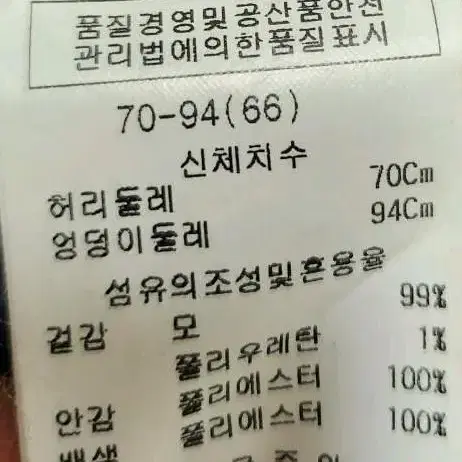 품질경영및공산품안전
관리법에의한품질표시
70-94(66)
신체치수
허리둘레 70Cm
엉덩이둘레 94Cm
섬유의조성및혼용율
겉감 모 99%
폴리우레탄 1%
안감 폴리에스터 100%
배색 폴리에스터 100%